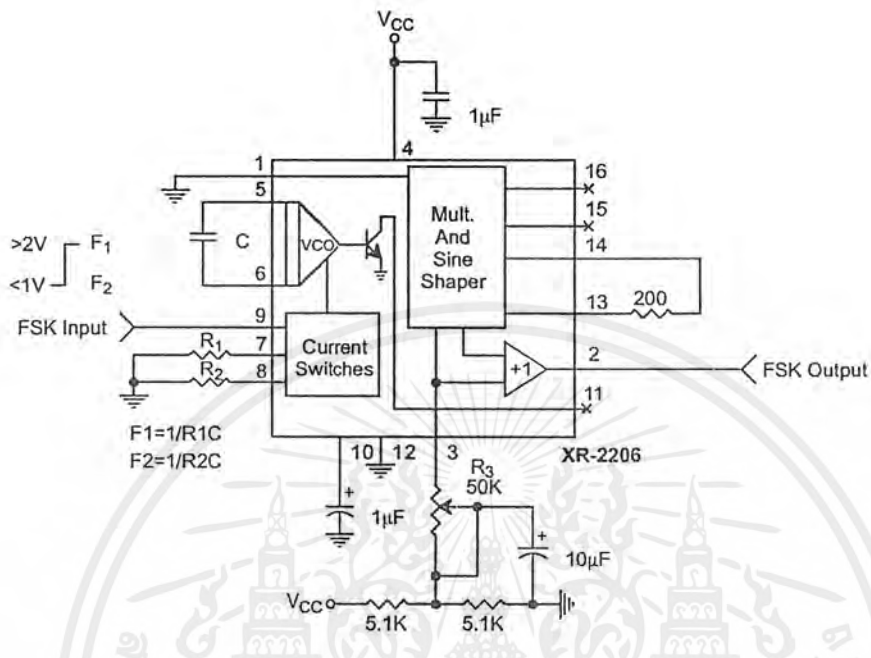 VCC
1µF
4
1
16
5
15
Mult.
And
Sine
Shaper
14
C
VCO
>2V
F1
<1V
F2
6
13
200
FSK Input
9
R1
7
Current
Switches
R2
8
+1
2
FSK Output
11
F1=1/R1C
F2=1/R2C
10
12
3
XR-2206
R3
50K
1µF
+
+
10µF
VCC
5.1K
5.1K